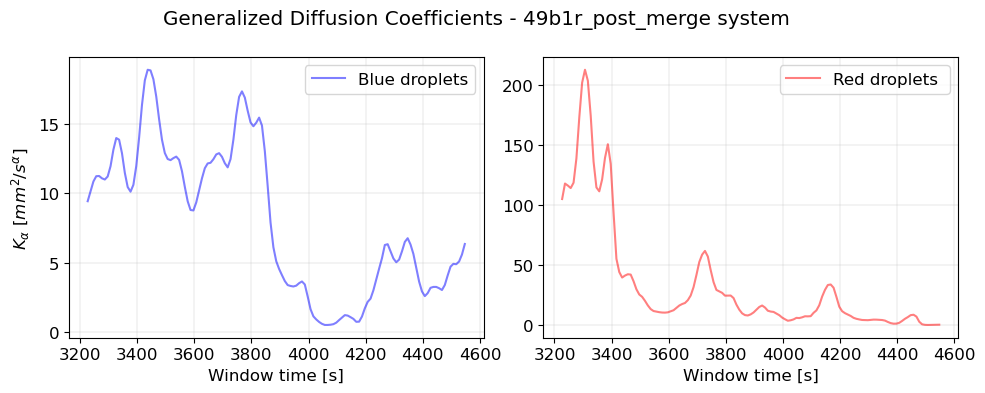 Generalized Diffusion Coefficients - 49b1r_post_merge system
Blue droplets
K_α [mm²/s^α]
15
10
5
0
3200 3400 3600 3800 4000 4200 4400 4600
Window time [s]
Red droplets
200
150
100
50
0
3200 3400 3600 3800 4000 4200 4400 4600
Window time [s]